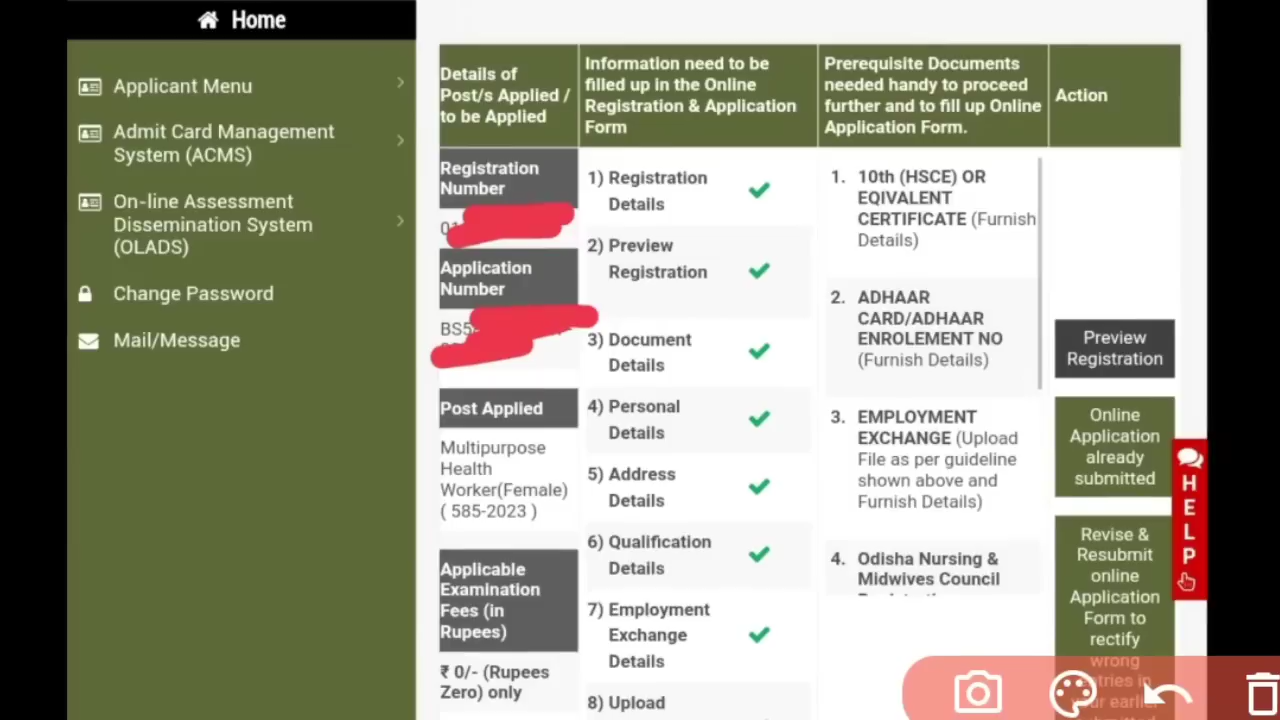 Home
Applicant Menu
Admit Card Management
System (ACMS)
On-line Assessment
Dissemination System
(OLADS)
Change Password
Mail/Message
Details of
Post/s Applied /
to be Applied
Information need to be
filled up in the Online
Registration & Application
Form
Prerequisite Documents
needed handy to proceed
further and to fill up Online
Application Form.
Action
Registration
Number
Application
Number
BS5
Post Applied
Multipurpose
Health
Worker(Female)
( 585-2023 )
Applicable
Examination
Fees (in
Rupees)
₹ 0/- (Rupees
Zero) only
1) Registration
Details
2) Preview
Registration
3) Document
Details
4) Personal
Details
5) Address
Details
6) Qualification
Details
7) Employment
Exchange
Details
8) Upload
1. 10th (HSCE) OR
EQIVALENT
CERTIFICATE (Furnish
Details)
2. ADHAAR
CARD/ADHAAR
ENROLEMENT NO
(Furnish Details)
3. EMPLOYMENT
EXCHANGE (Upload
File as per guideline
shown above and
Furnish Details)
4. Odisha Nursing &
Midwives Council
Preview
Registration
Online
Application
already
submitted
Revise &
Resubmit
online
Application
Form to
rectify
wrong
entries in
your earlier
HELP